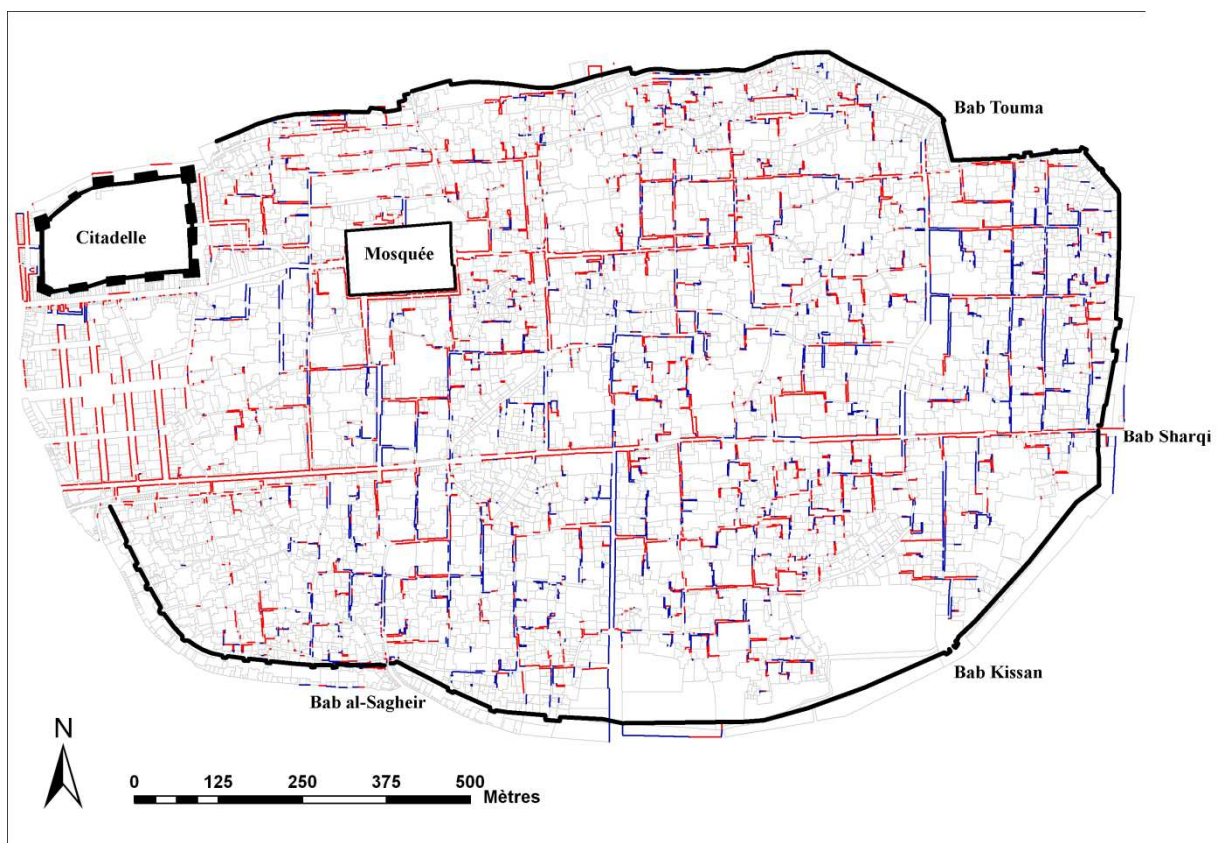 Bab Touma
Citadelle
Mosquée
Bab Sharqi
Bab Kissan
Bab al-Sagheir
N
0 125 250 375 500
Mètres